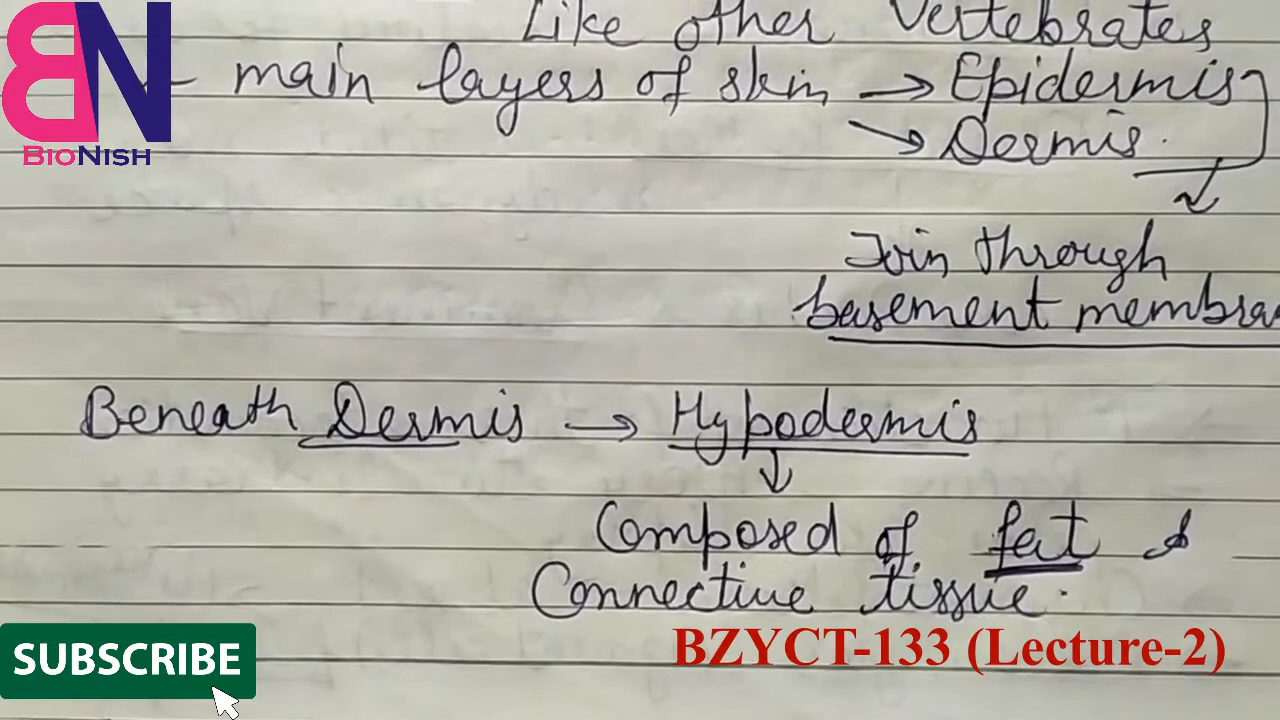 Like other Vertebrates
main layers of skin → Epidermis
→ Dermis.
Join through
basement membra
Beneath Dermis → Hypodermis
↓
Composed of fat &
Connective tissue.
BN
BIONISH
SUBSCRIBE
BZYCT-133 (Lecture-2)